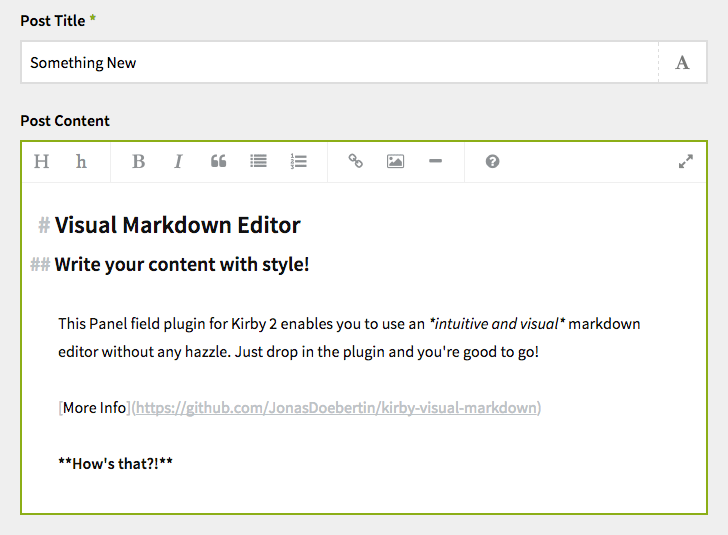 Post Title *
Something New
A
Post Content
H h B I
# Visual Markdown Editor
## Write your content with style!
This Panel field plugin for Kirby 2 enables you to use an *intuitive and visual* markdown
editor without any hazzle. Just drop in the plugin and you're good to go!
[More Info](https://github.com/JonasDoebertin/kirby-visual-markdown)
**How's that?!**